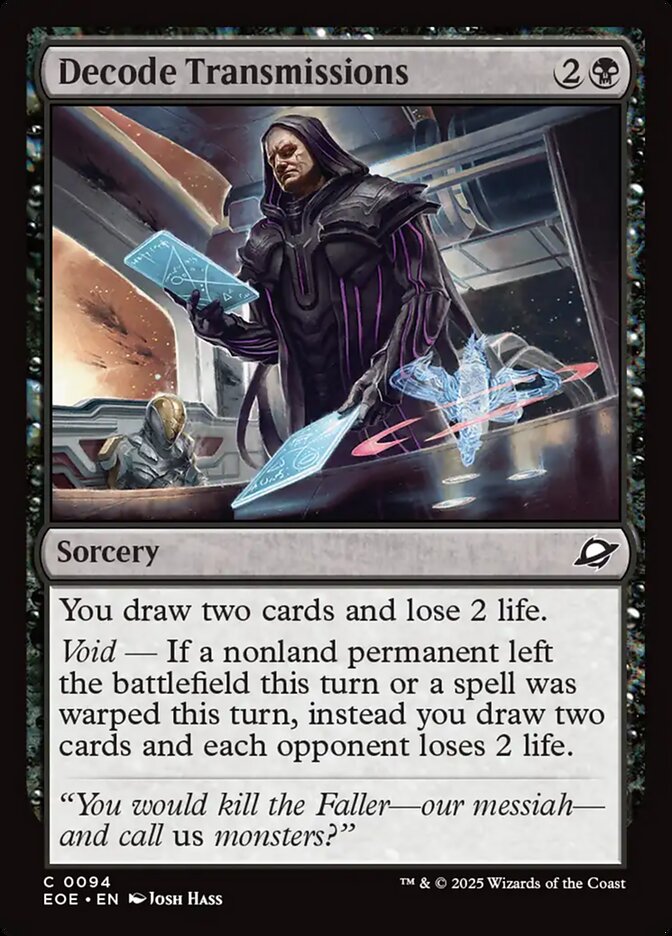 Decode Transmissions 2
Sorcery
You draw two cards and lose 2 life.
Void — If a nonland permanent left
the battlefield this turn or a spell was
warped this turn, instead you draw two
cards and each opponent loses 2 life.
“You would kill the Faller—our messiah—
and call us monsters?”
C 0094
EOE • EN Josh Hass
™ & © 2025 Wizards of the Coast